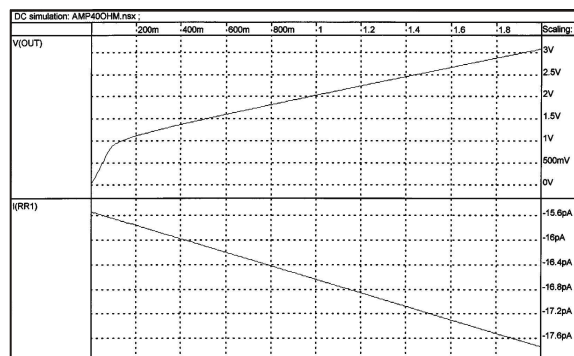 DC simulation: AMP40OHM.nsx ;
200m 400m 600m 800m 1 1.2 1.4 1.6 1.8 Scaling:
V(OUT)
3V
2.5V
2V
1.5V
1V
500mV
0V
I(RR1)
-15.6pA
-16pA
-16.4pA
-16.8pA
-17.2pA
-17.6pA